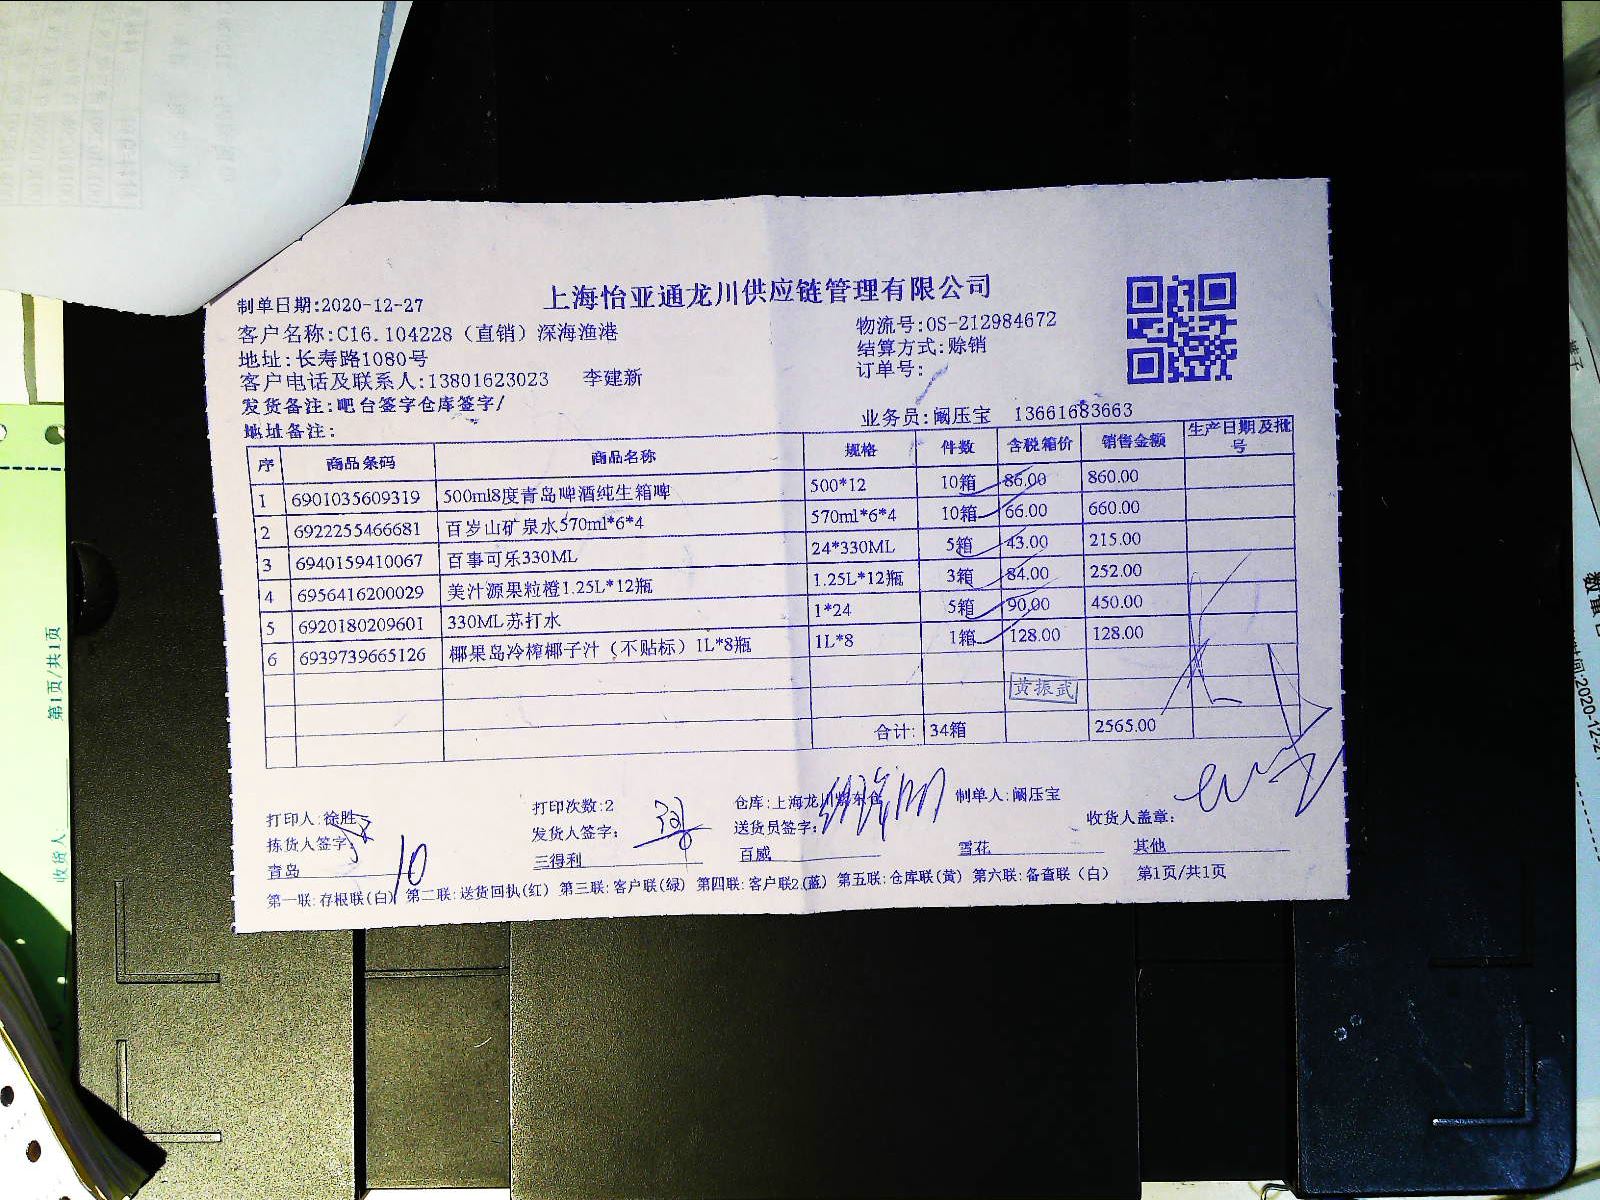 上海怡亚通龙川供应链管理有限公司
制单日期:2020-12-27
客户名称:C16.104228（直销）深海渔港
物流号:OS-212984672
地址:长寿路1080号
结算方式:赊销
客户电话及联系人:13801623023 李建新
订单号:
发货备注:吧台签字仓库签字/
地址备注:
业务员:阚压宝 13661683663
序 商品条码 商品名称 规格 件数 含税箱价 销售金额 生产日期及批号
1 6901035609319 500ml8度青岛啤酒纯生箱啤 500*12 10箱 86.00 860.00
2 6922255466681 百岁山矿泉水570ml*6*4 570ml*6*4 10箱 66.00 660.00
3 6940159410067 百事可乐330ML 24*330ML 5箱 43.00 215.00
4 6956416200029 美汁源果粒橙1.25L*12瓶 1.25L*12瓶 3箱 84.00 252.00
5 6920180209601 330ML苏打水 1*24 5箱 90.00 450.00
6 6939739665126 椰果岛冷榨椰子汁（不贴标）1L*8瓶 1L*8 1箱 128.00 128.00
黄振武
合计: 34箱 2565.00
打印人:徐胜 打印次数:2 仓库:上海龙川 制单人:阚压宝
拣货人签字: 发货人签字: 送货员签字: 收货人盖章:
青岛 10 三得利 百威 雪花 其他
第一联:存根联(白) 第二联:送货回执(红) 第三联:客户联(绿) 第四联:客户联2(蓝) 第五联:仓库联(黄) 第六联:备查联(白) 第1页/共1页
第1页/共1页
收货人: